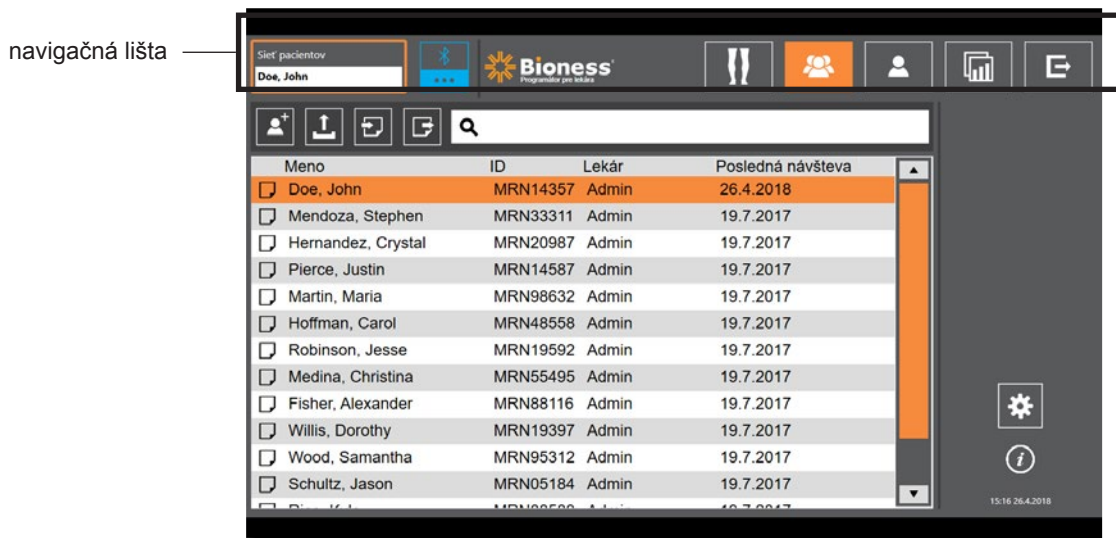 navigačná lišta
Sieť pacientov
Doe, John
Bioness
Programátor pre lekára
Meno ID Lekár Posledná návšteva
Doe, John MRN14357 Admin 26.4.2018
Mendoza, Stephen MRN33311 Admin 19.7.2017
Hernandez, Crystal MRN20987 Admin 19.7.2017
Pierce, Justin MRN14587 Admin 19.7.2017
Martin, Maria MRN98632 Admin 19.7.2017
Hoffman, Carol MRN48558 Admin 19.7.2017
Robinson, Jesse MRN19592 Admin 19.7.2017
Medina, Christina MRN55495 Admin 19.7.2017
Fisher, Alexander MRN88116 Admin 19.7.2017
Willis, Dorothy MRN19397 Admin 19.7.2017
Wood, Samantha MRN95312 Admin 19.7.2017
Schultz, Jason MRN05184 Admin 19.7.2017
15:16 26.4.2018